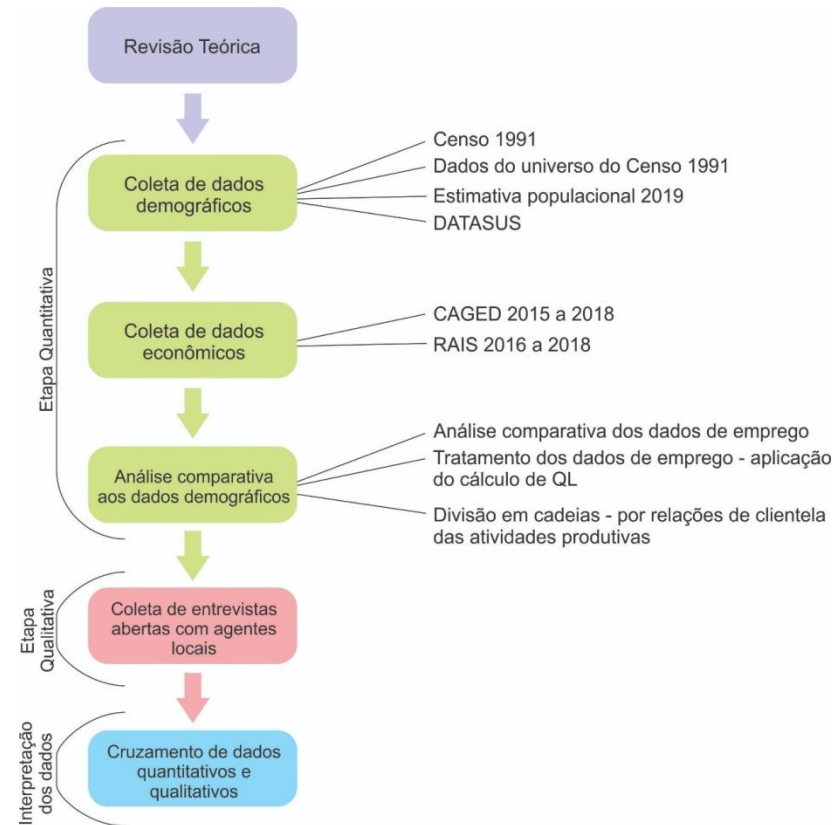 Revisão Teórica
Etapa Quantitativa
Coleta de dados
demográficos
Censo 1991
Dados do universo do Censo 1991
Estimativa populacional 2019
DATASUS
Coleta de dados
econômicos
CAGED 2015 a 2018
RAIS 2016 a 2018
Análise comparativa
aos dados demográficos
Análise comparativa dos dados de emprego
Tratamento dos dados de emprego - aplicação
do cálculo de QL
Divisão em cadeias - por relações de clientela
das atividades produtivas
Etapa
Qualitativa
Coleta de entrevistas
abertas com agentes
locais
Interpretação
dos dados
Cruzamento de dados
quantitativos e
qualitativos